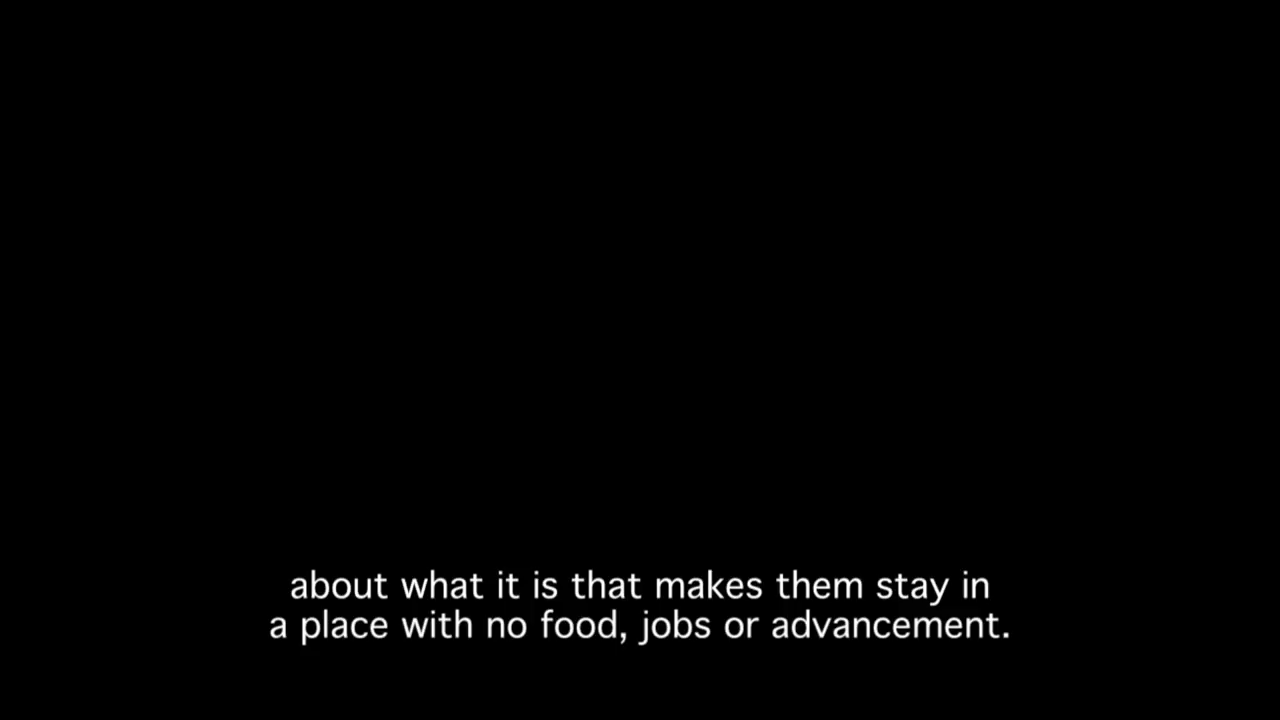 about what it is that makes them stay in
a place with no food, jobs or advancement.